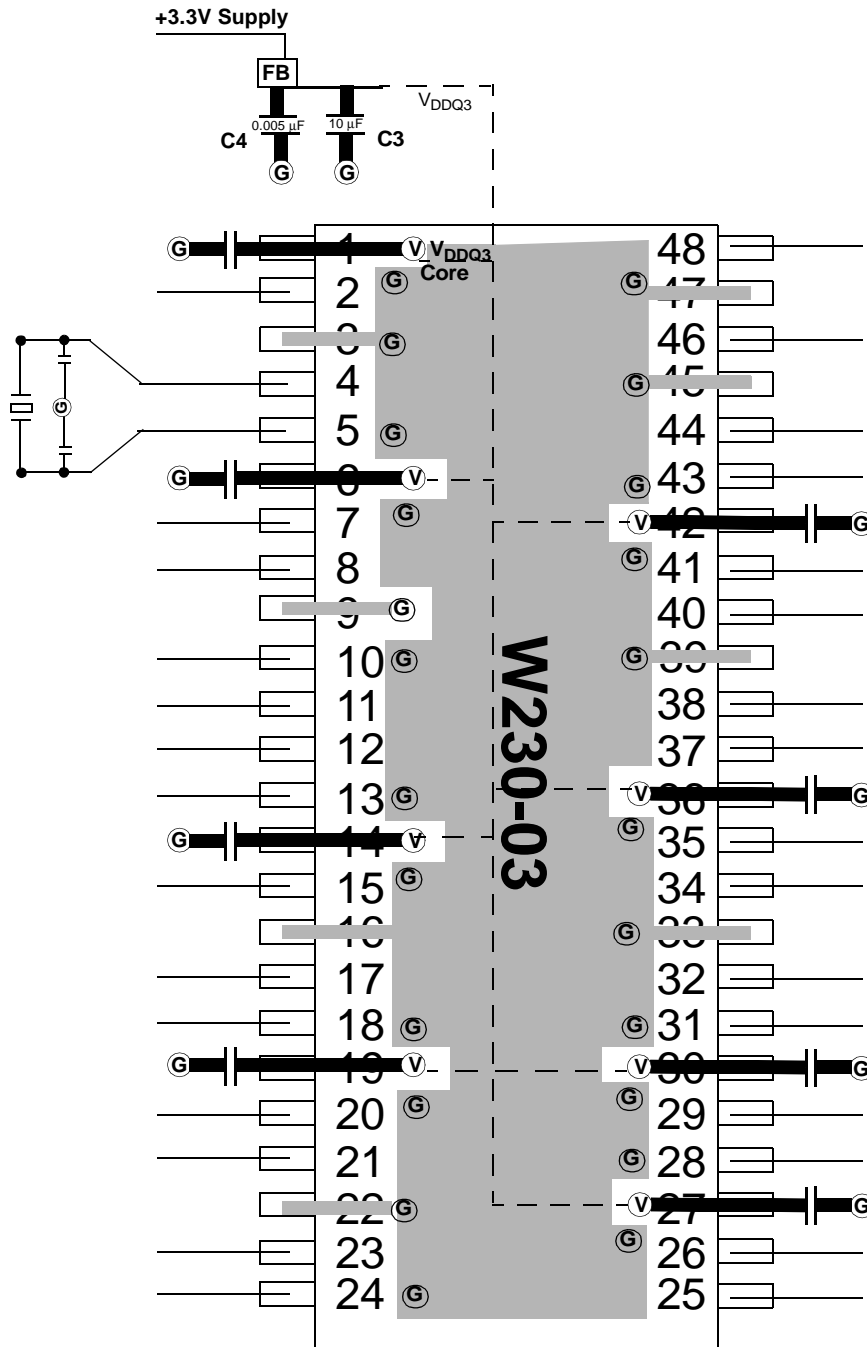 +3.3V Supply
FB
VDDQ3
0.005 µF 10 µF
C4 C3
G G
G 1 V VDDQ3 48
Core
2 G G 47
3 G 46
4 G 45
G
5 G 44
G 6 V G 43
7 G V 42 G
8 G 41
9 G 40
10 G G 39
11 38
12 37
W230-03
13 G V 36 G
G 14 V G 35
15 G 34
16 G 33
17 32
18 G G 31
G 19 V V 30 G
20 G G 29
21 G 28
22 G V 27 G
23 G 26
24 G 25